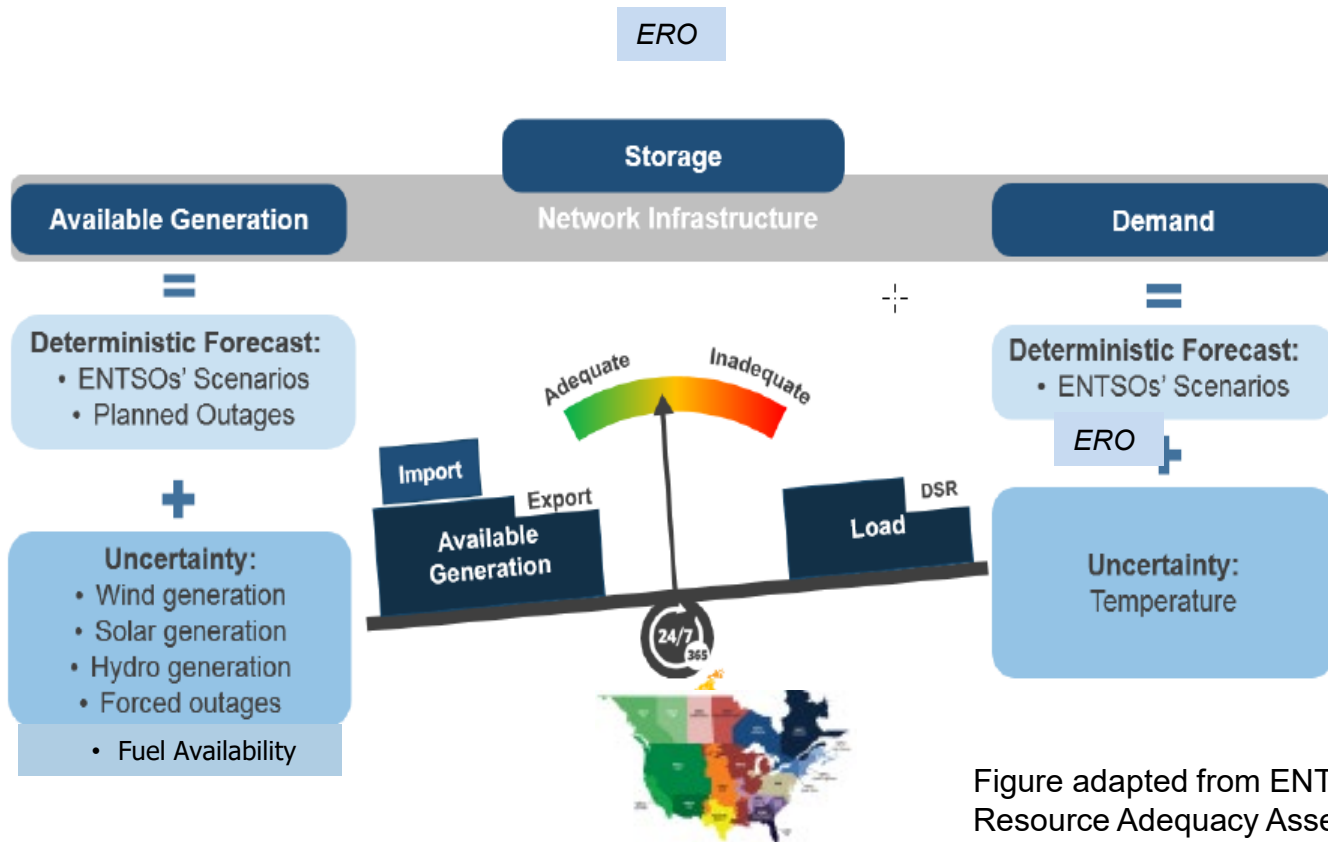 ERO
Storage
Available Generation
Network Infrastructure
Demand
=
=
Deterministic Forecast:
• ENTSOs’ Scenarios
• Planned Outages
+
Uncertainty:
• Wind generation
• Solar generation
• Hydro generation
• Forced outages
• Fuel Availability
Adequate
Inadequate
Import
Export
Available
Generation
DSR
Load
24/7
365
Deterministic Forecast:
• ENTSOs’ Scenarios
ERO
+
Uncertainty:
Temperature
Figure adapted from ENT
Resource Adequacy Asse